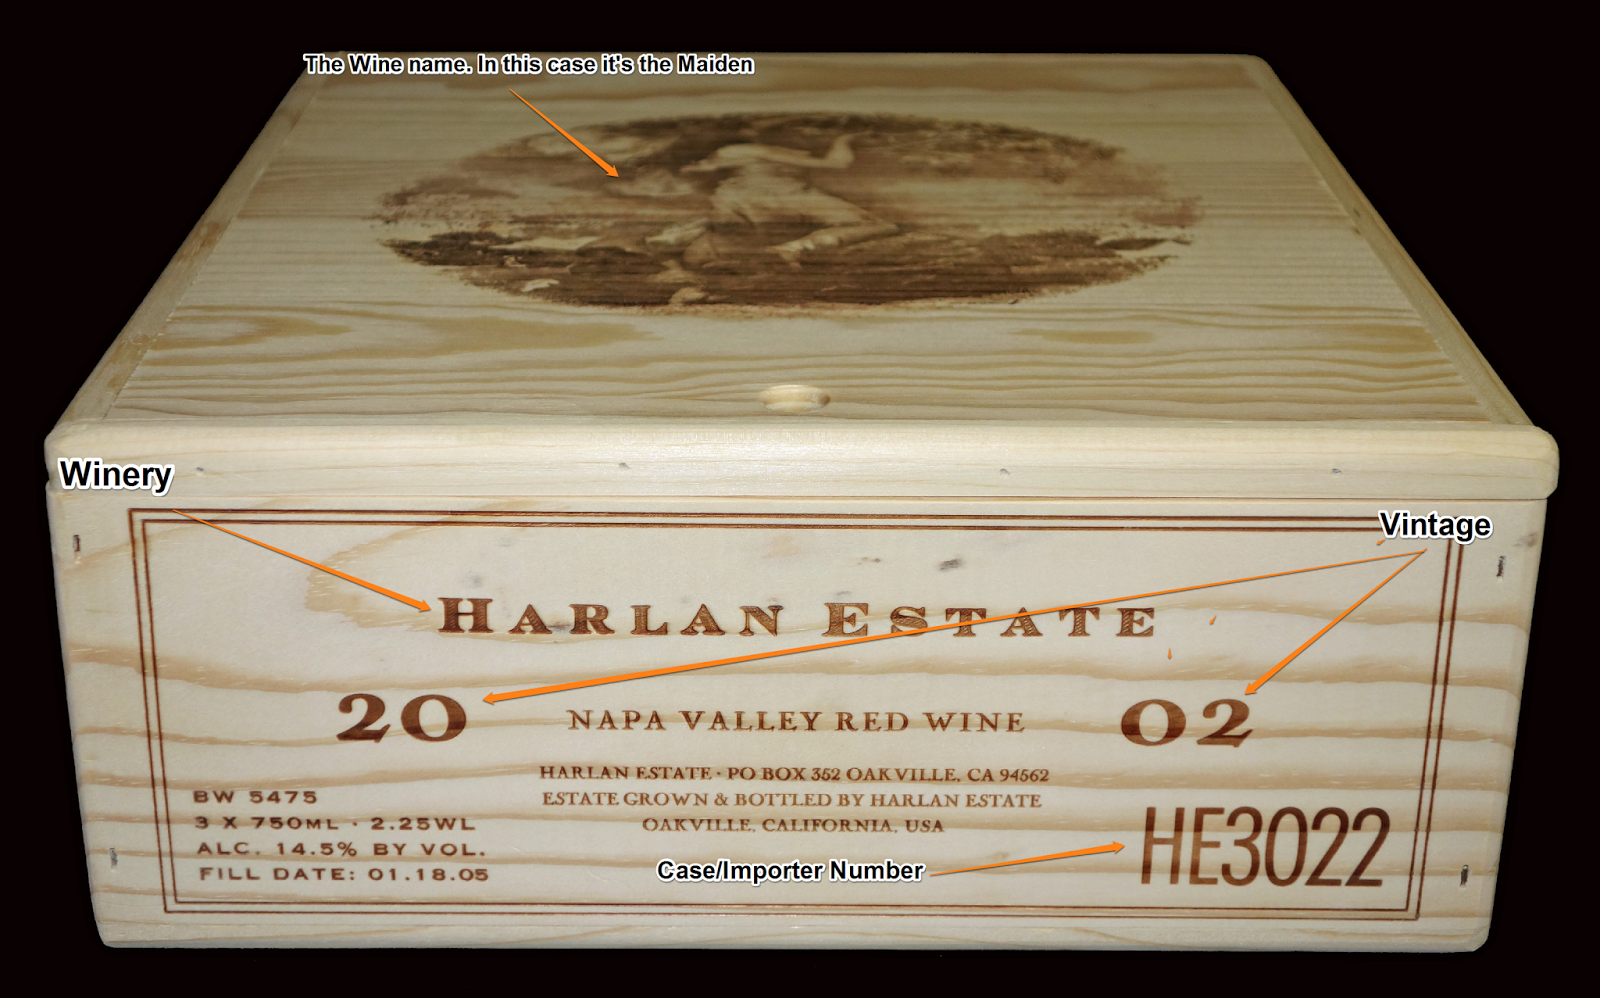 The Wine name. In this case it's the Maiden
Winery
Vintage
HARLAN ESTATE
20 NAPA VALLEY RED WINE 02
HARLAN ESTATE · PO BOX 352 OAKVILLE, CA 94562
ESTATE GROWN & BOTTLED BY HARLAN ESTATE
OAKVILLE, CALIFORNIA, USA
BW 5475
3 X 750ML · 2.25WL
ALC. 14.5% BY VOL.
FILL DATE: 01.18.05
Case/Importer Number
HE3022